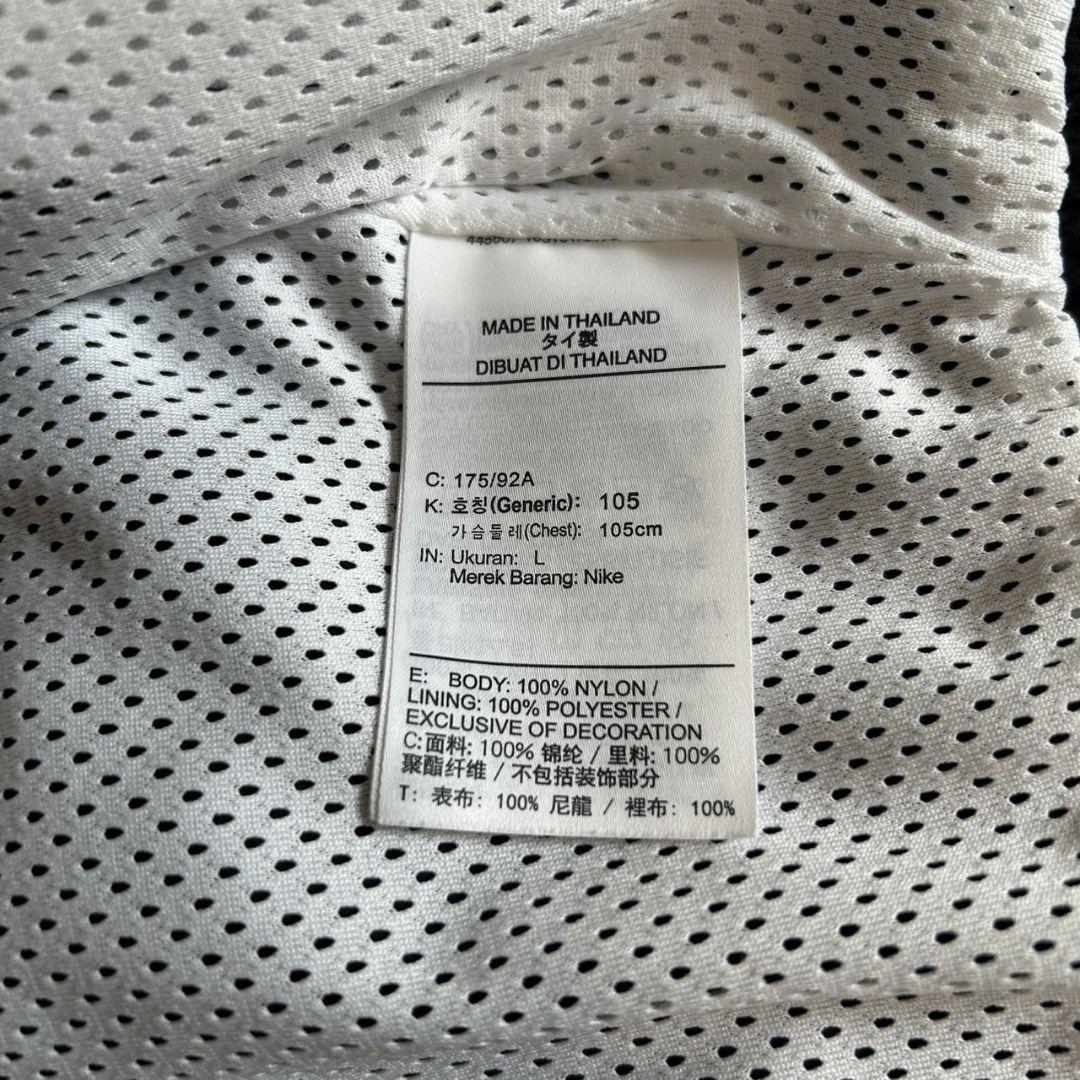 MADE IN THAILAND
タイ製
DIBUAT DI THAILAND
C: 175/92A
K: 호칭(Generic): 105
가슴둘레(Chest): 105cm
IN: Ukuran: L
Merek Barang: Nike
E: BODY: 100% NYLON /
LINING: 100% POLYESTER /
EXCLUSIVE OF DECORATION
C:面料: 100% 锦纶 / 里料: 100%
聚酯纤维 / 不包括装饰部分
T: 表布: 100% 尼龍 / 裡布: 100%